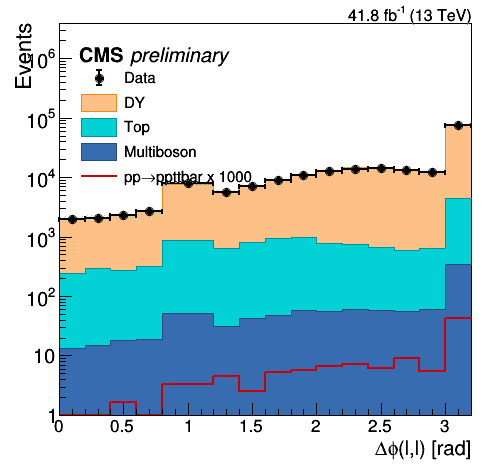 41.8 fb⁻¹ (13 TeV)
Events
CMS preliminary
Data
DY
Top
Multiboson
pp→ppttbar x 1000
10⁶
10⁵
10⁴
10³
10²
10
1
0 0.5 1 1.5 2 2.5 3
Δϕ(l,l) [rad]